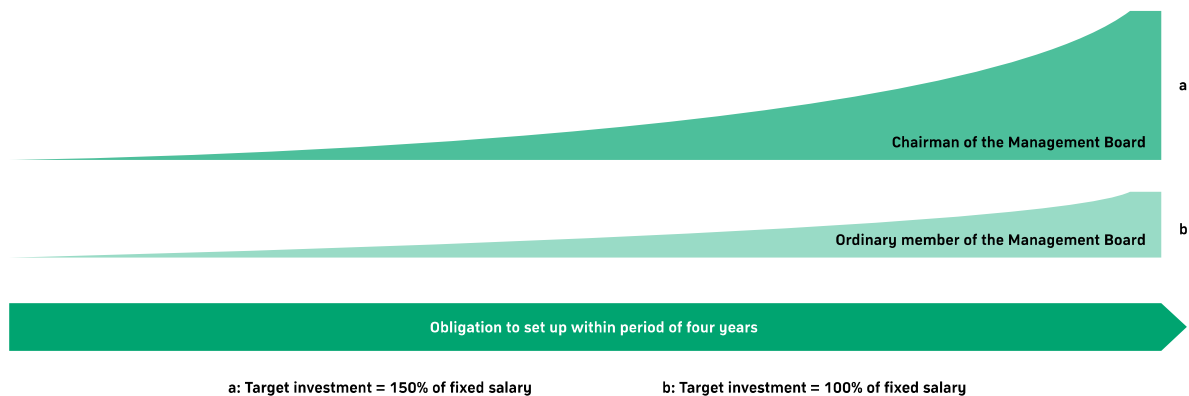 a
Chairman of the Management Board
b
Ordinary member of the Management Board
Obligation to set up within period of four years
a: Target investment = 150% of fixed salary
b: Target investment = 100% of fixed salary